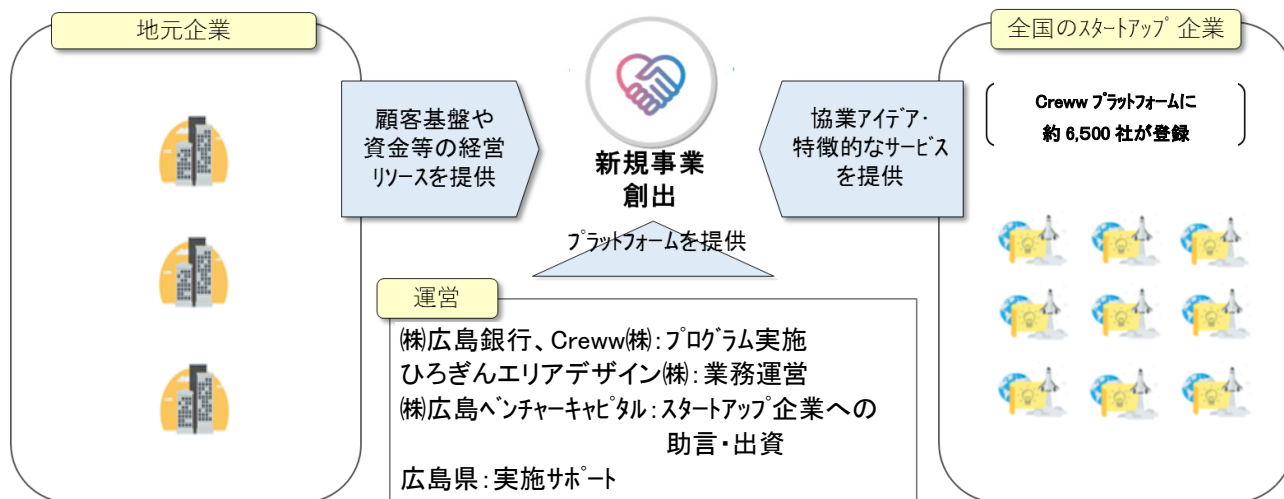 地元企業
顧客基盤や
資金等の経営
ﾘｿｰｽを提供
新規事業
創出
協業ｱｲﾃﾞｱ・
特徴的なｻｰﾋﾞｽ
を提供
全国のｽﾀｰﾄｱｯﾌﾟ企業
Creww ﾌﾟﾗｯﾄﾌｫｰﾑに
約 6,500 社が登録
ﾌﾟﾗｯﾄﾌｫｰﾑを提供
運営
㈱広島銀行、Creww㈱：ﾌﾟﾛｸﾞﾗﾑ実施
ひろぎんエリアデザイン㈱：業務運営
㈱広島ﾍﾞﾝﾁｬｰｷｬﾋﾟﾀﾙ：ｽﾀｰﾄｱｯﾌﾟ企業への
助言・出資
広島県：実施ｻﾎﾟｰﾄ